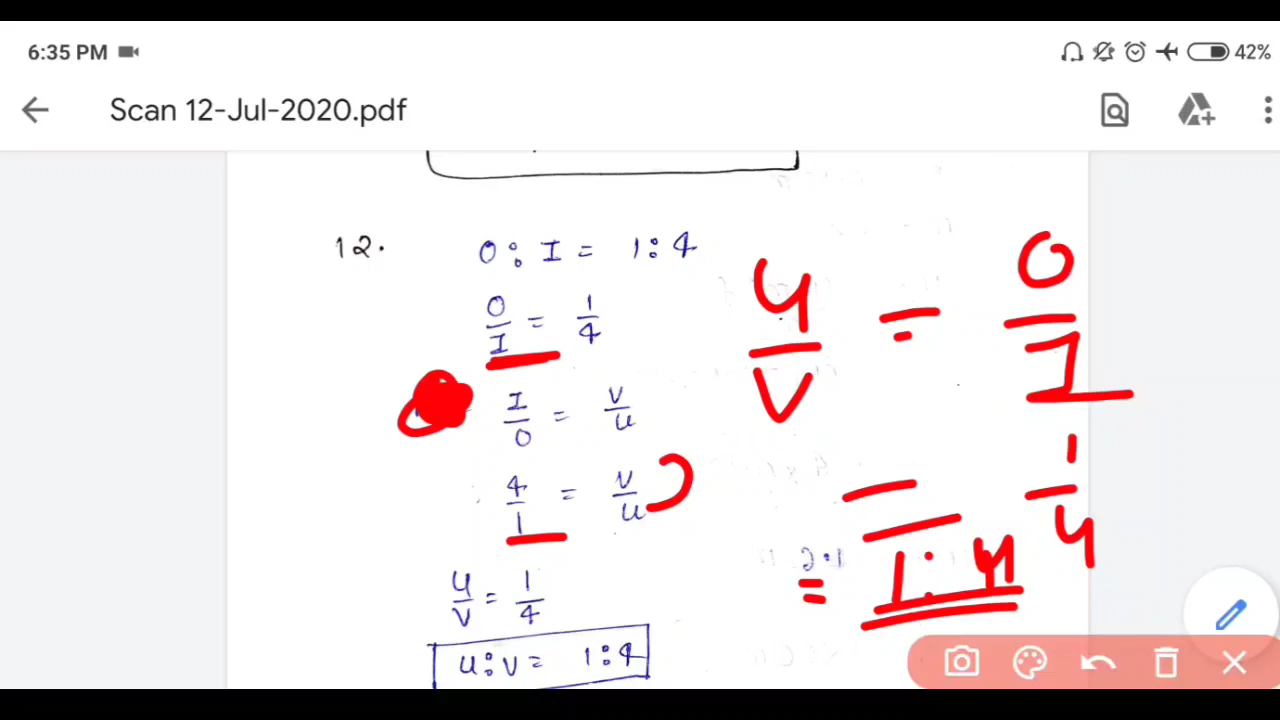 6:35 PM 42%
Scan 12-Jul-2020.pdf
12. O : I = 1 : 4
O/I = 1/4
I/O = v/u
4/1 = v/u
u/v = 1/4
u : v = 1 : 4
u/v = O/I
= 1/4
= 1 : 4